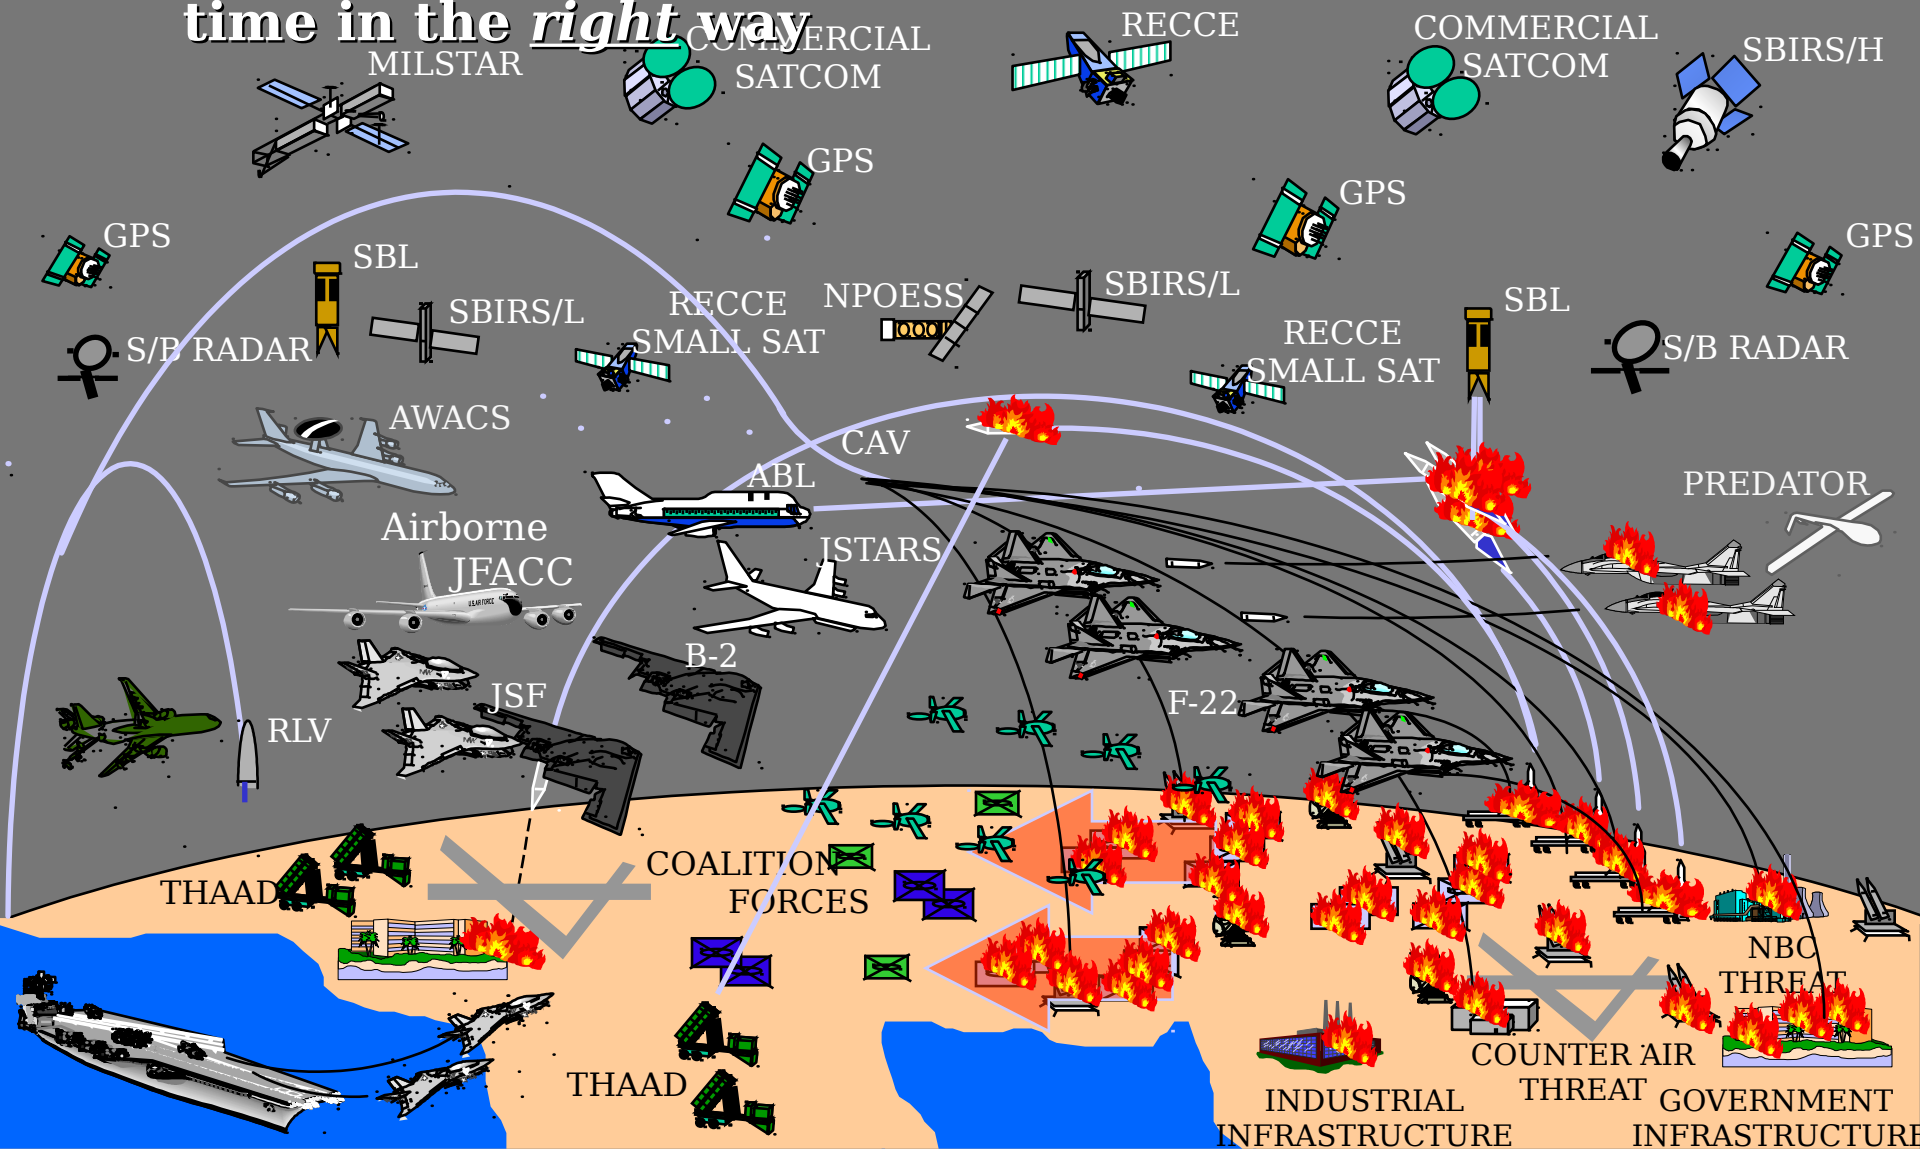 time in the right way
MILSTAR
COMMERCIAL
SATCOM
RECCE
COMMERCIAL
SATCOM
SBIRS/H
GPS
GPS
GPS
GPS
SBL
SBIRS/L
RECCE
SMALL SAT
NPOESS
SBIRS/L
SBL
S/B RADAR
RECCE
SMALL SAT
S/B RADAR
AWACS
CAV
ABL
PREDATOR
Airborne
JFACC
JSTARS
U.S. AIR FORCE
B-2
JSF
F-22
RLV
COALITION
FORCES
THAAD
NBC
THREAT
THAAD
COUNTER AIR
THREAT
INDUSTRIAL
INFRASTRUCTURE
GOVERNMENT
INFRASTRUCTURE